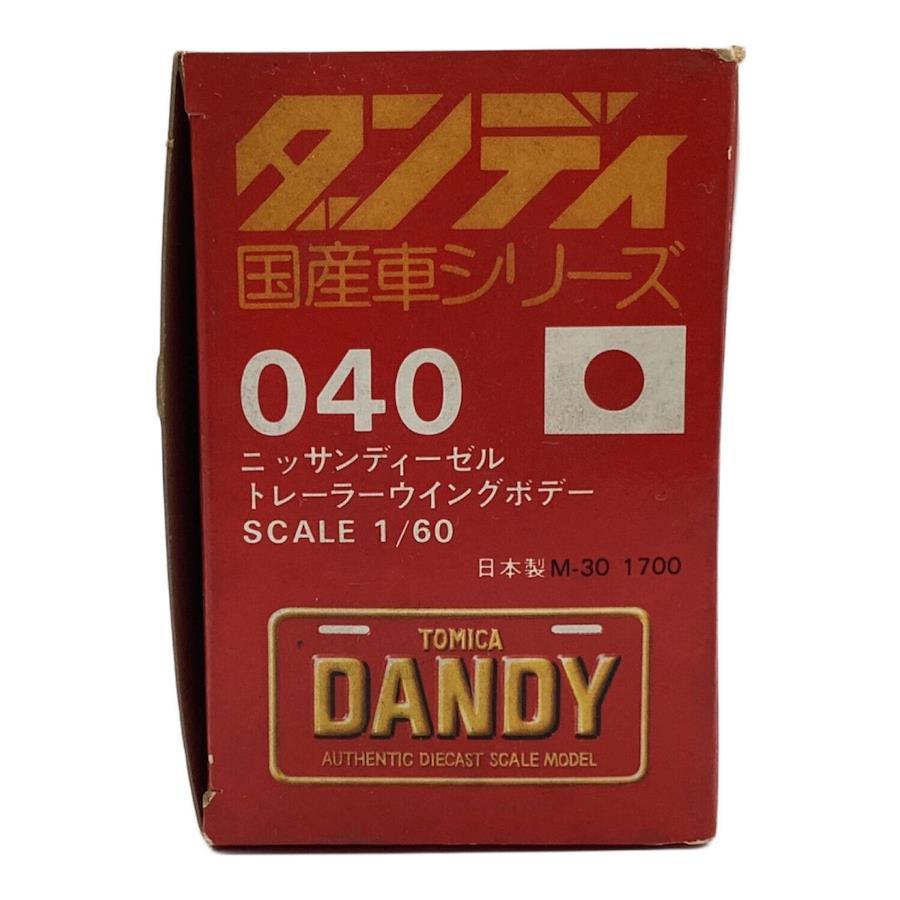 ダンディ
国産車シリーズ
040
ニッサンディーゼル
トレーラーウイングボデー
SCALE 1/60
日本製 M-30 1700
TOMICA
DANDY
AUTHENTIC DIECAST SCALE MODEL